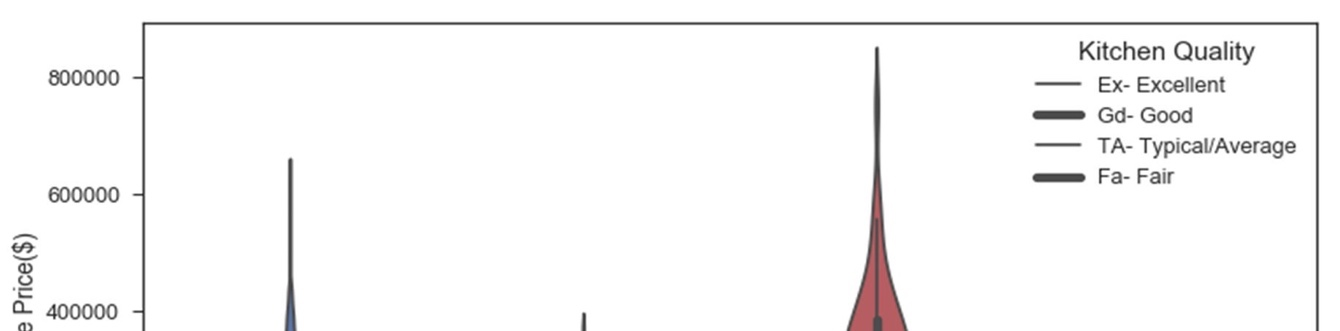 Kitchen Quality
Ex- Excellent
Gd- Good
TA- Typical/Average
Fa- Fair
800000
600000
400000
Price($)